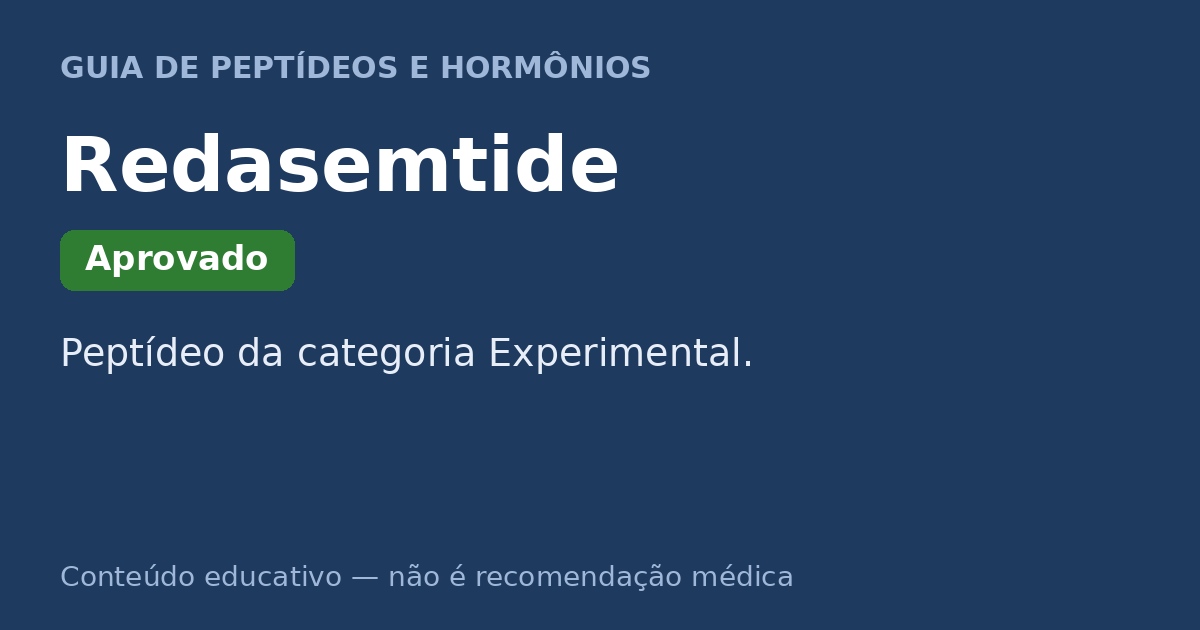 GUIA DE PEPTÍDEOS E HORMÔNIOS
Redasemtide
Aprovado
Peptídeo da categoria Experimental.
Conteúdo educativo — não é recomendação médica